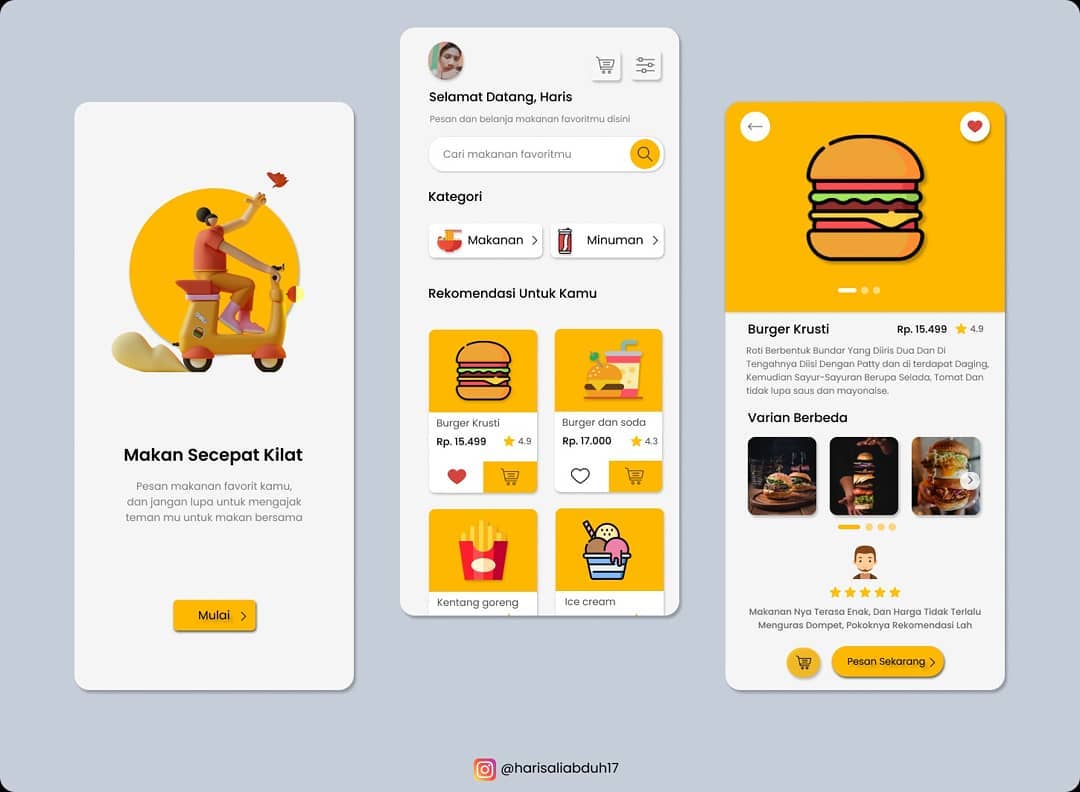 Makan Secepat Kilat
Pesan makanan favorit kamu,
dan jangan lupa untuk mengajak
teman mu untuk makan bersama
Mulai
Selamat Datang, Haris
Pesan dan belanja makanan favoritmu disini
Cari makanan favoritmu
Kategori
Makanan
Minuman
Rekomendasi Untuk Kamu
Burger Krusti
Rp. 15.499 4.9
Burger dan soda
Rp. 17.000 4.3
Kentang goreng
Ice cream
Burger Krusti Rp. 15.499 4.9
Roti Berbentuk Bundar Yang Diiris Dua Dan Di
Tengahnya Diisi Dengan Patty dan di terdapat Daging,
Kemudian Sayur-Sayuran Berupa Selada, Tomat Dan
tidak lupa saus dan mayonaise.
Varian Berbeda
Makanan Nya Terasa Enak, Dan Harga Tidak Terlalu
Menguras Dompet, Pokoknya Rekomendasi Lah
Pesan Sekarang
@harisaliabduh17